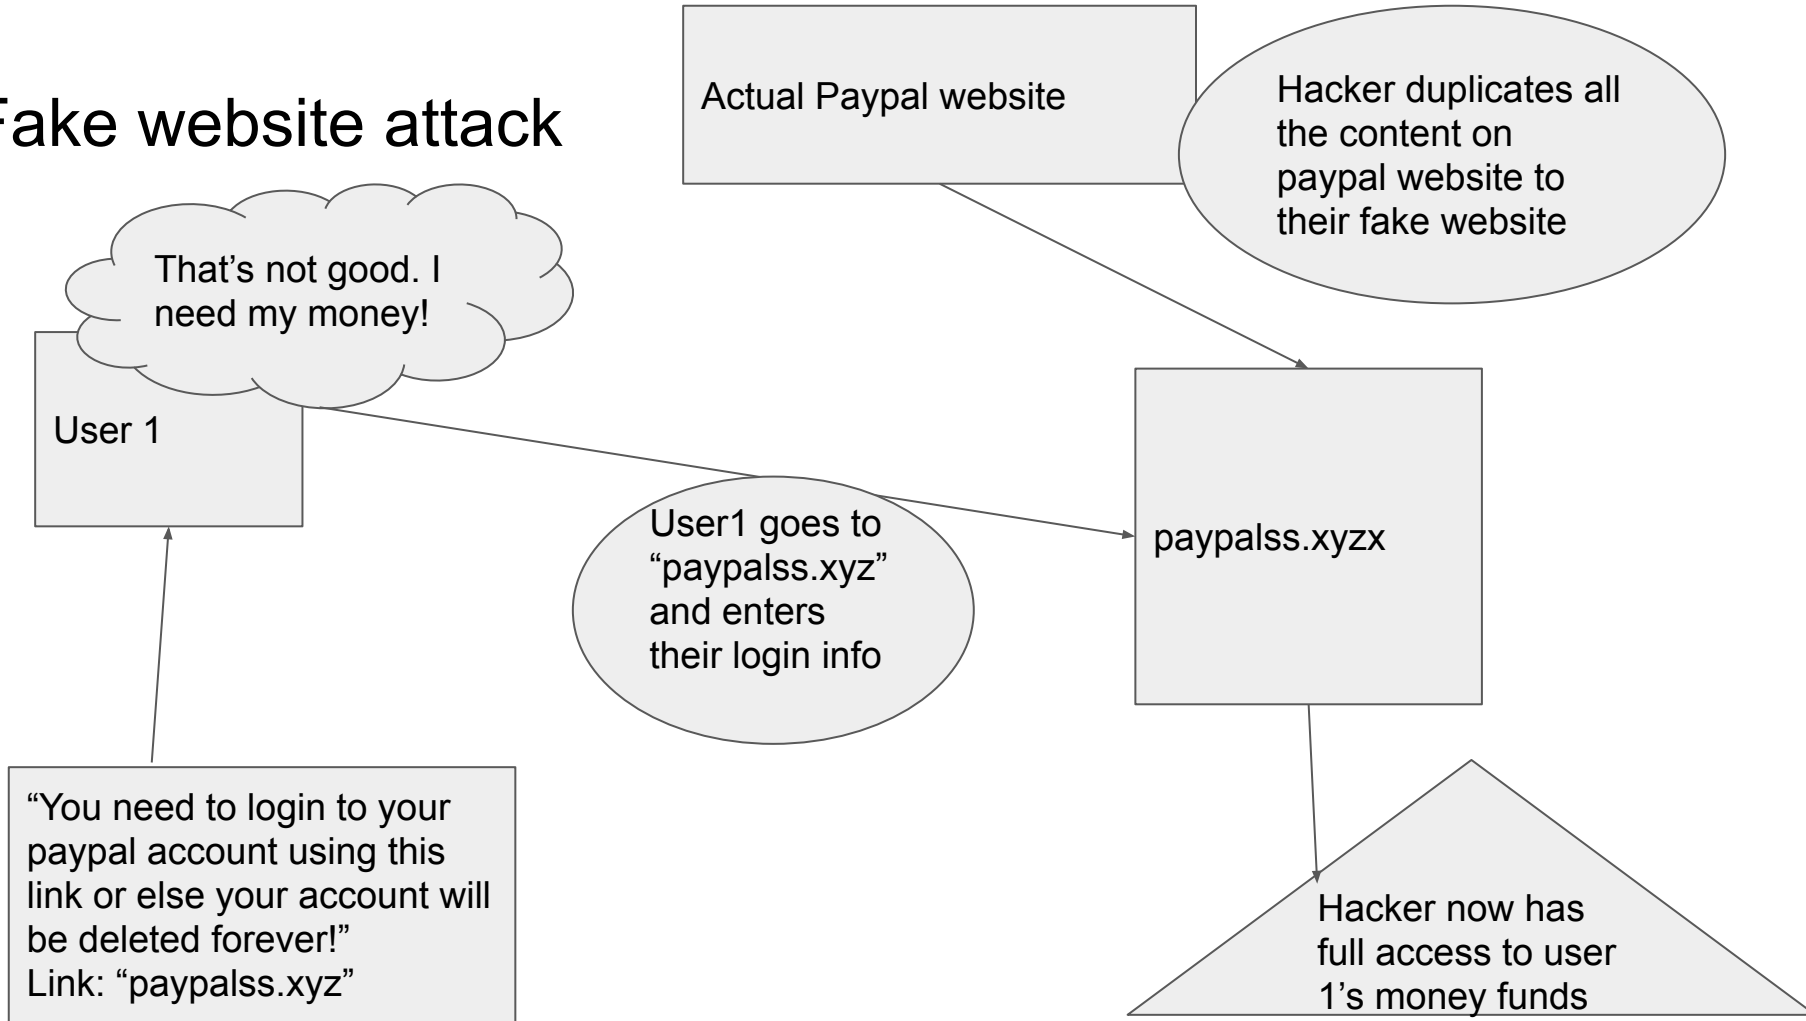 Fake website attack
Actual Paypal website
Hacker duplicates all
the content on
paypal website to
their fake website
That’s not good. I
need my money!
User 1
User1 goes to
“paypalss.xyz”
and enters
their login info
paypalss.xyzx
“You need to login to your
paypal account using this
link or else your account will
be deleted forever!”
Link: “paypalss.xyz”
Hacker now has
full access to user
1’s money funds